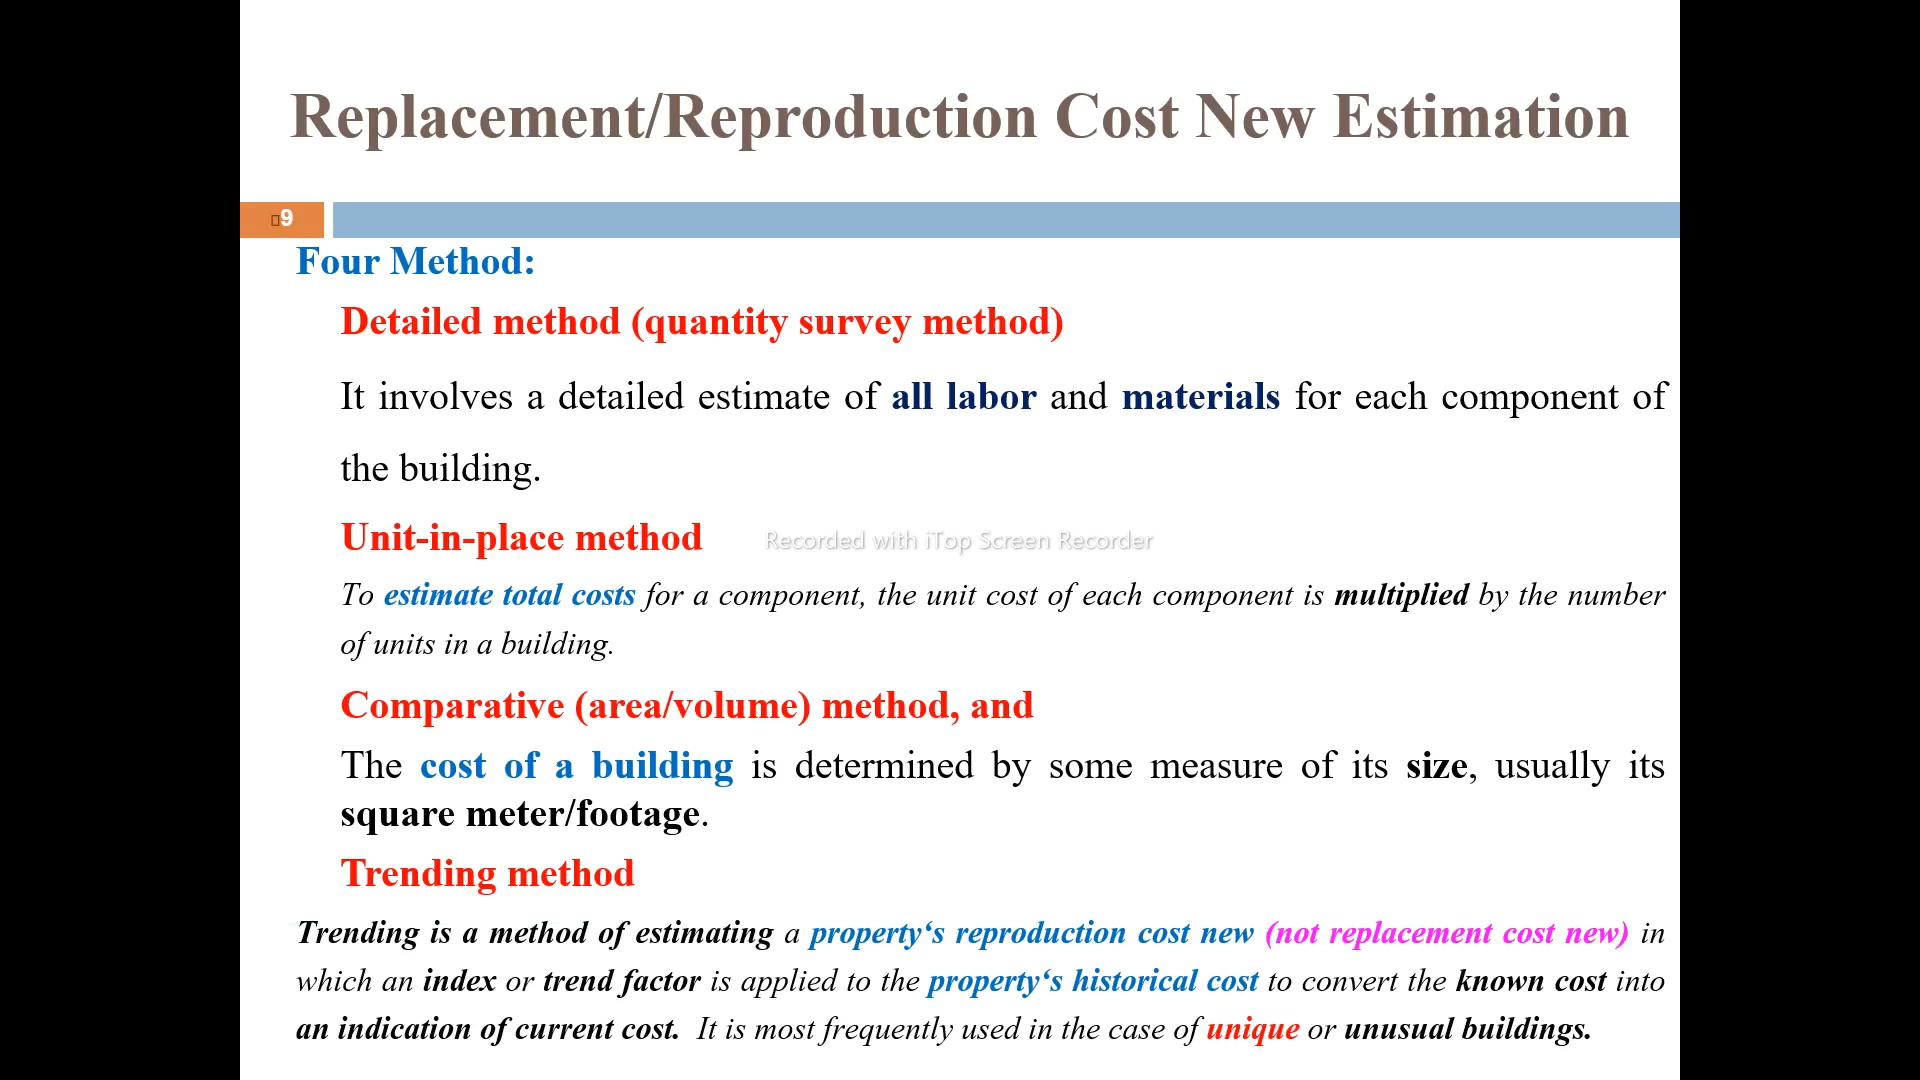 Replacement/Reproduction Cost New Estimation
9
Four Method:
Detailed method (quantity survey method)
It involves a detailed estimate of all labor and materials for each component of
the building.
Unit-in-place method
Recorded with iTop Screen Recorder
To estimate total costs for a component, the unit cost of each component is multiplied by the number
of units in a building.
Comparative (area/volume) method, and
The cost of a building is determined by some measure of its size, usually its
square meter/footage.
Trending method
Trending is a method of estimating a property‘s reproduction cost new (not replacement cost new) in
which an index or trend factor is applied to the property‘s historical cost to convert the known cost into
an indication of current cost. It is most frequently used in the case of unique or unusual buildings.